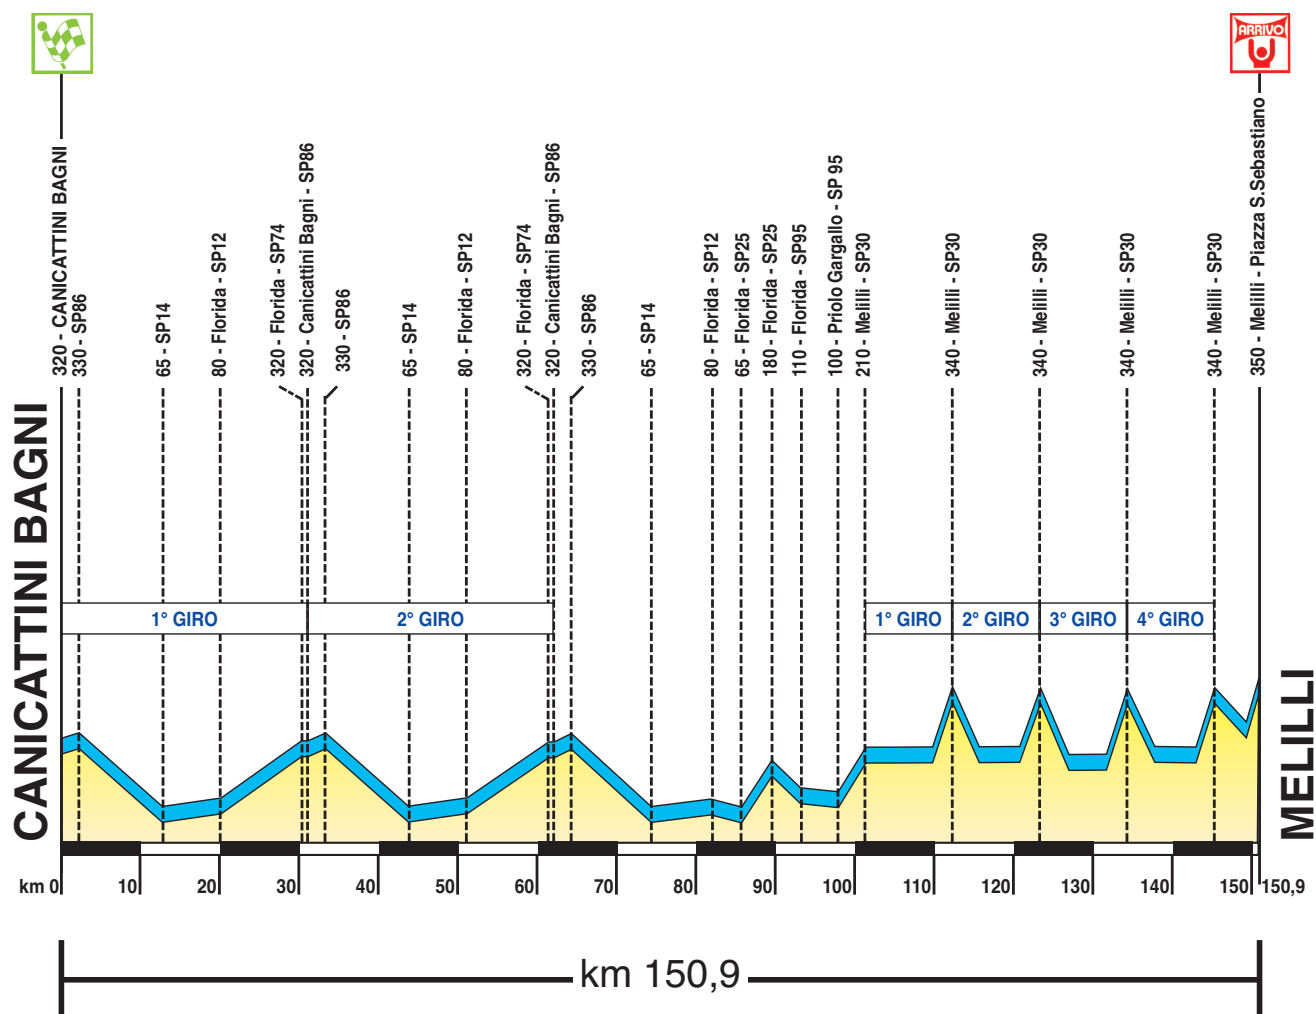 ARRIVO
320 - CANICATTINI BAGNI
330 - SP86
65 - SP14
80 - Florida - SP12
320 - Florida - SP74
320 - Canicattini Bagni - SP86
330 - SP86
65 - SP14
80 - Florida - SP12
320 - Florida - SP74
320 - Canicattini Bagni - SP86
330 - SP86
65 - SP14
80 - Florida - SP12
65 - Florida - SP25
180 - Florida - SP25
110 - Florida - SP95
100 - Priolo Gargallo - SP 95
210 - Melilli - SP30
340 - Melilli - SP30
340 - Melilli - SP30
340 - Melilli - SP30
340 - Melilli - SP30
350 - Melilli - Piazza S.Sebastiano
CANICATTINI BAGNI
1° GIRO
2° GIRO
1° GIRO
2° GIRO
3° GIRO
4° GIRO
MELILLI
km 0 10 20 30 40 50 60 70 80 90 100 110 120 130 140 150 150,9
km 150,9